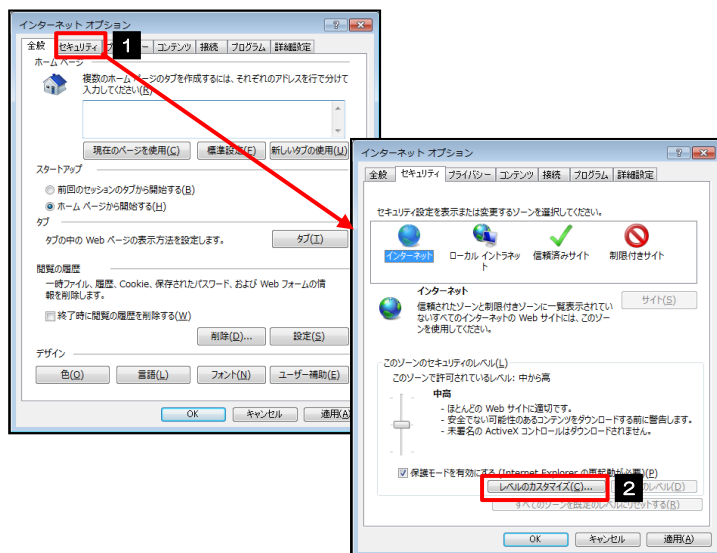 インターネット オプション
全般 セキュリティ コンテンツ 接続 プログラム 詳細設定
1
ホーム ページ
複数のホーム ページのタブを作成するには、それぞれのアドレスを行で分けて
入力してください(R)
現在のページを使用(C) 標準設定(F) 新しいタブの使用(U)
スタートアップ
前回のセッションのタブから開始する(B)
ホーム ページから開始する(H)
タブ
タブの中の Web ページの表示方法を設定します。 タブ(T)
閲覧の履歴
一時ファイル、履歴、Cookie、保存されたパスワード、および Web フォームの情
報を削除します。
終了時に閲覧の履歴を削除する(W)
削除(D)... 設定(S)
デザイン
色(O) 言語(L) フォント(N) ユーザー補助(E)
OK キャンセル 適用(A)
インターネット オプション
全般 セキュリティ プライバシー コンテンツ 接続 プログラム 詳細設定
セキュリティ設定を表示または変更するゾーンを選択してください。
インターネット ローカル イントラネッ
ト 信頼済みサイト 制限付きサイト
インターネット
信頼されたゾーンと制限付きゾーンに一覧表示されてい
ないすべてのインターネットの Web サイトには、このゾー
ンを使用してください。
サイト(S)
このゾーンのセキュリティのレベル(L)
このゾーンで許可されているレベル: 中から高
中高
- ほとんどの Web サイトに適切です。
- 安全でない可能性のあるコンテンツをダウンロードする前に警告します。
- 未署名の ActiveX コントロールはダウンロードされません。
保護モードを有効にする (Internet Explorer の再起動が必要)(P)
レベルのカスタマイズ(C)... 2 のレベル(D)
すべてのゾーンを既定のレベルにリセットする(R)
OK キャンセル 適用(A)